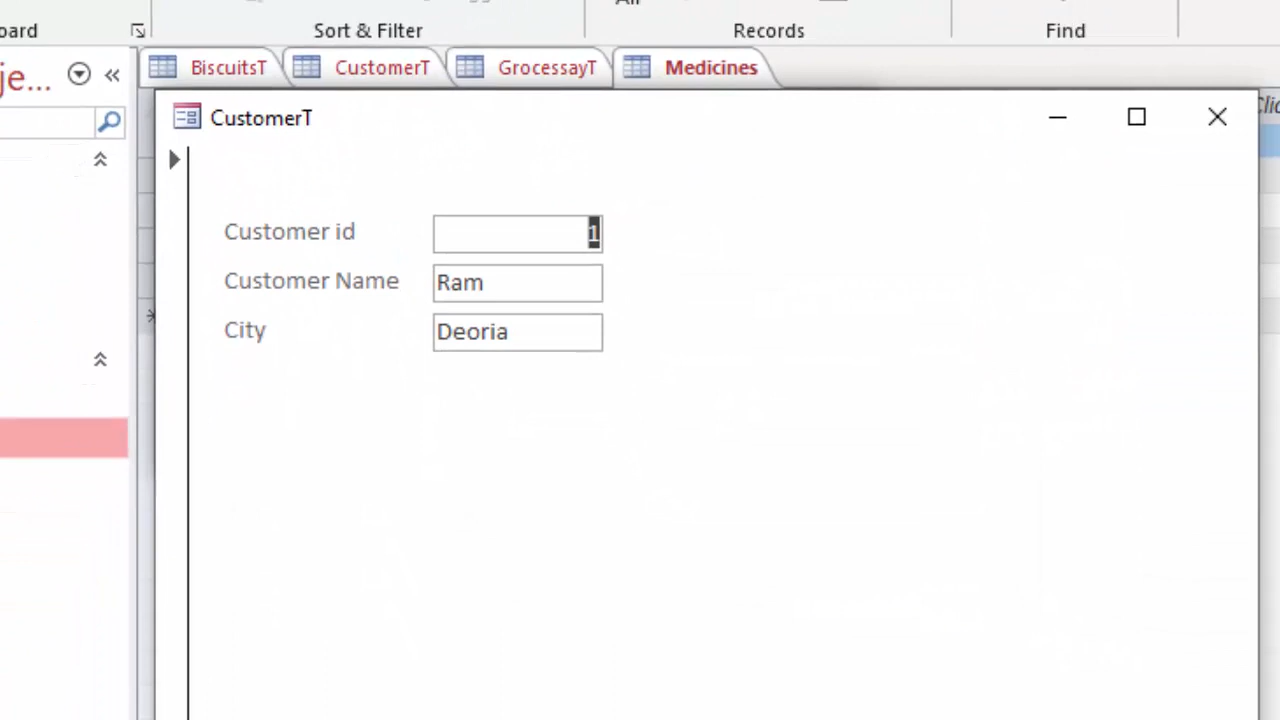 oard
Sort & Filter
Records
Find
je...
BiscuitsT
CustomerT
GrocessayT
Medicines
CustomerT
Customer id
1
Customer Name
Ram
City
Deoria